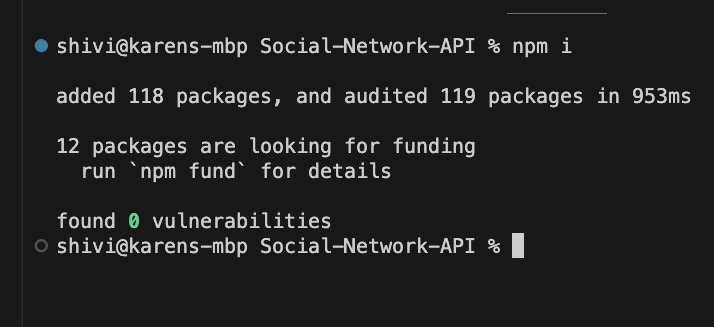 shivi@karens-mbp Social-Network-API % npm i
added 118 packages, and audited 119 packages in 953ms
12 packages are looking for funding
run `npm fund` for details
found 0 vulnerabilities
shivi@karens-mbp Social-Network-API %